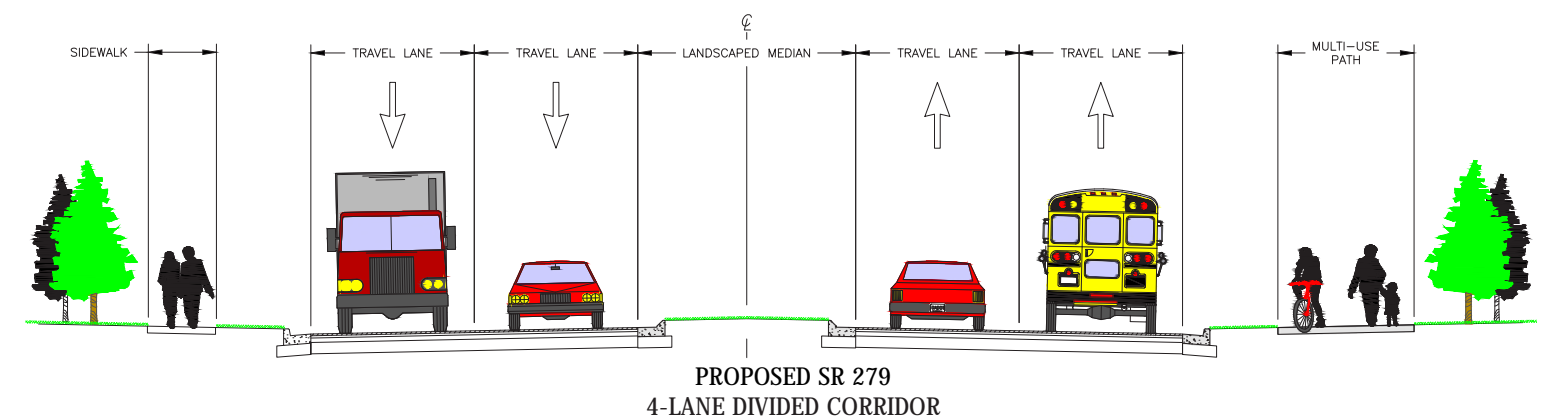 ℄
SIDEWALK
TRAVEL LANE
TRAVEL LANE
LANDSCAPED MEDIAN
TRAVEL LANE
TRAVEL LANE
MULTI-USE
PATH
PROPOSED SR 279
4-LANE DIVIDED CORRIDOR